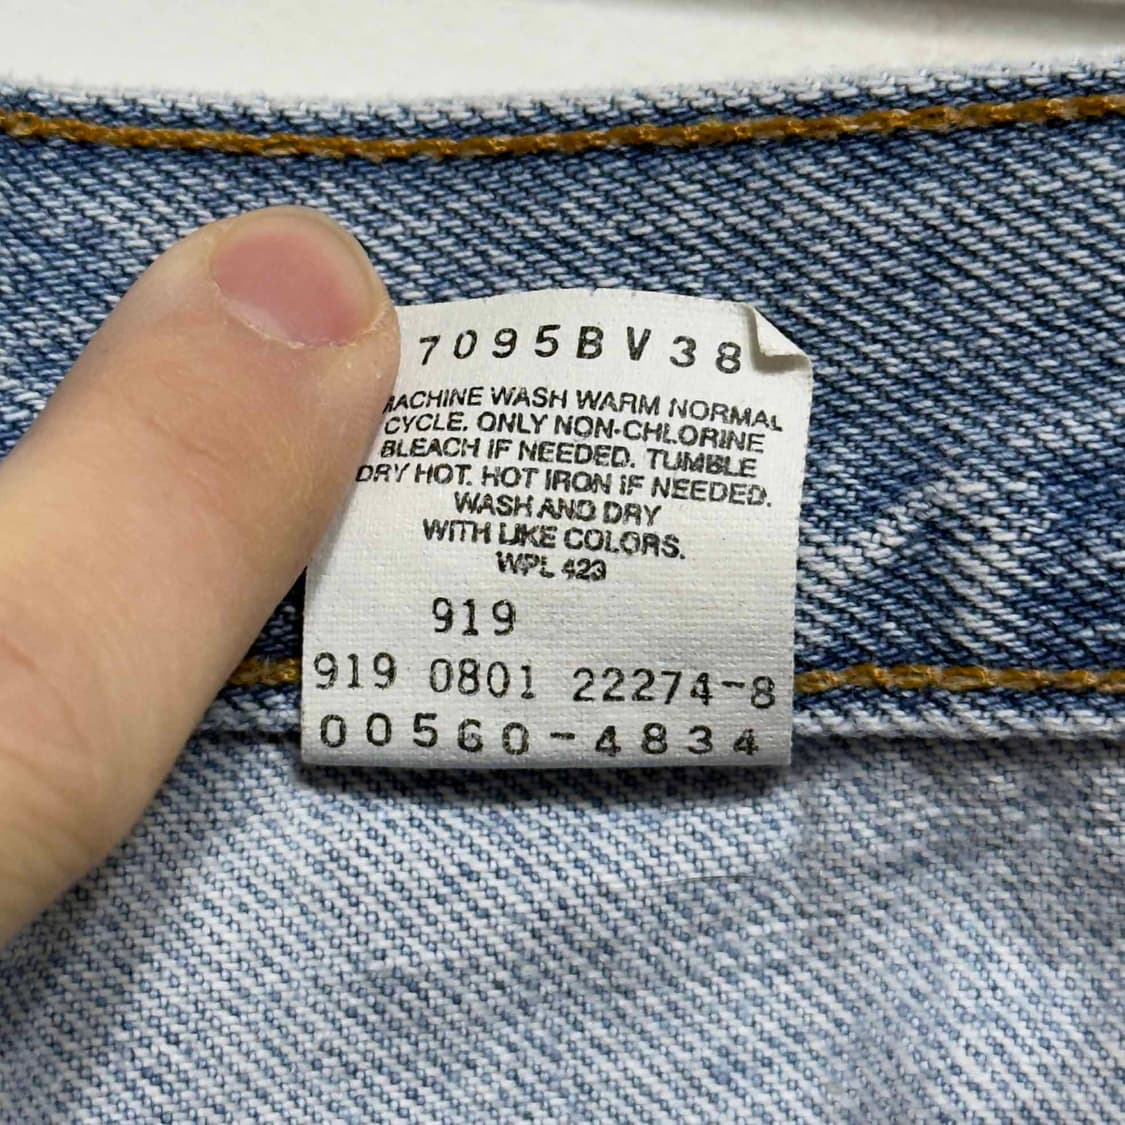 7095BV38
MACHINE WASH WARM NORMAL
CYCLE. ONLY NON-CHLORINE
BLEACH IF NEEDED. TUMBLE
DRY HOT. HOT IRON IF NEEDED.
WASH AND DRY
WITH LIKE COLORS.
WPL 423
919
919 0801 22274-8
00560-4834